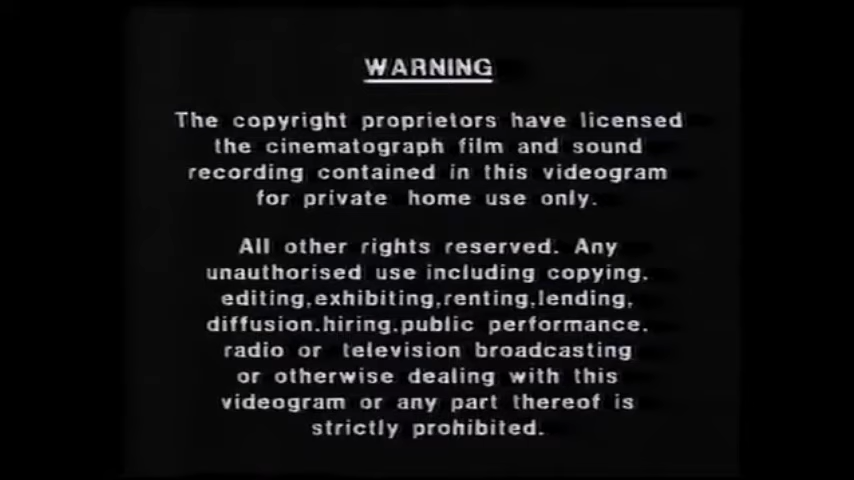 WARNING
The copyright proprietors have licensed
the cinematograph film and sound
recording contained in this videogram
for private home use only.
All other rights reserved. Any
unauthorised use including copying,
editing,exhibiting,renting,lending,
diffusion,hiring,public performance,
radio or television broadcasting
or otherwise dealing with this
videogram or any part thereof is
strictly prohibited.